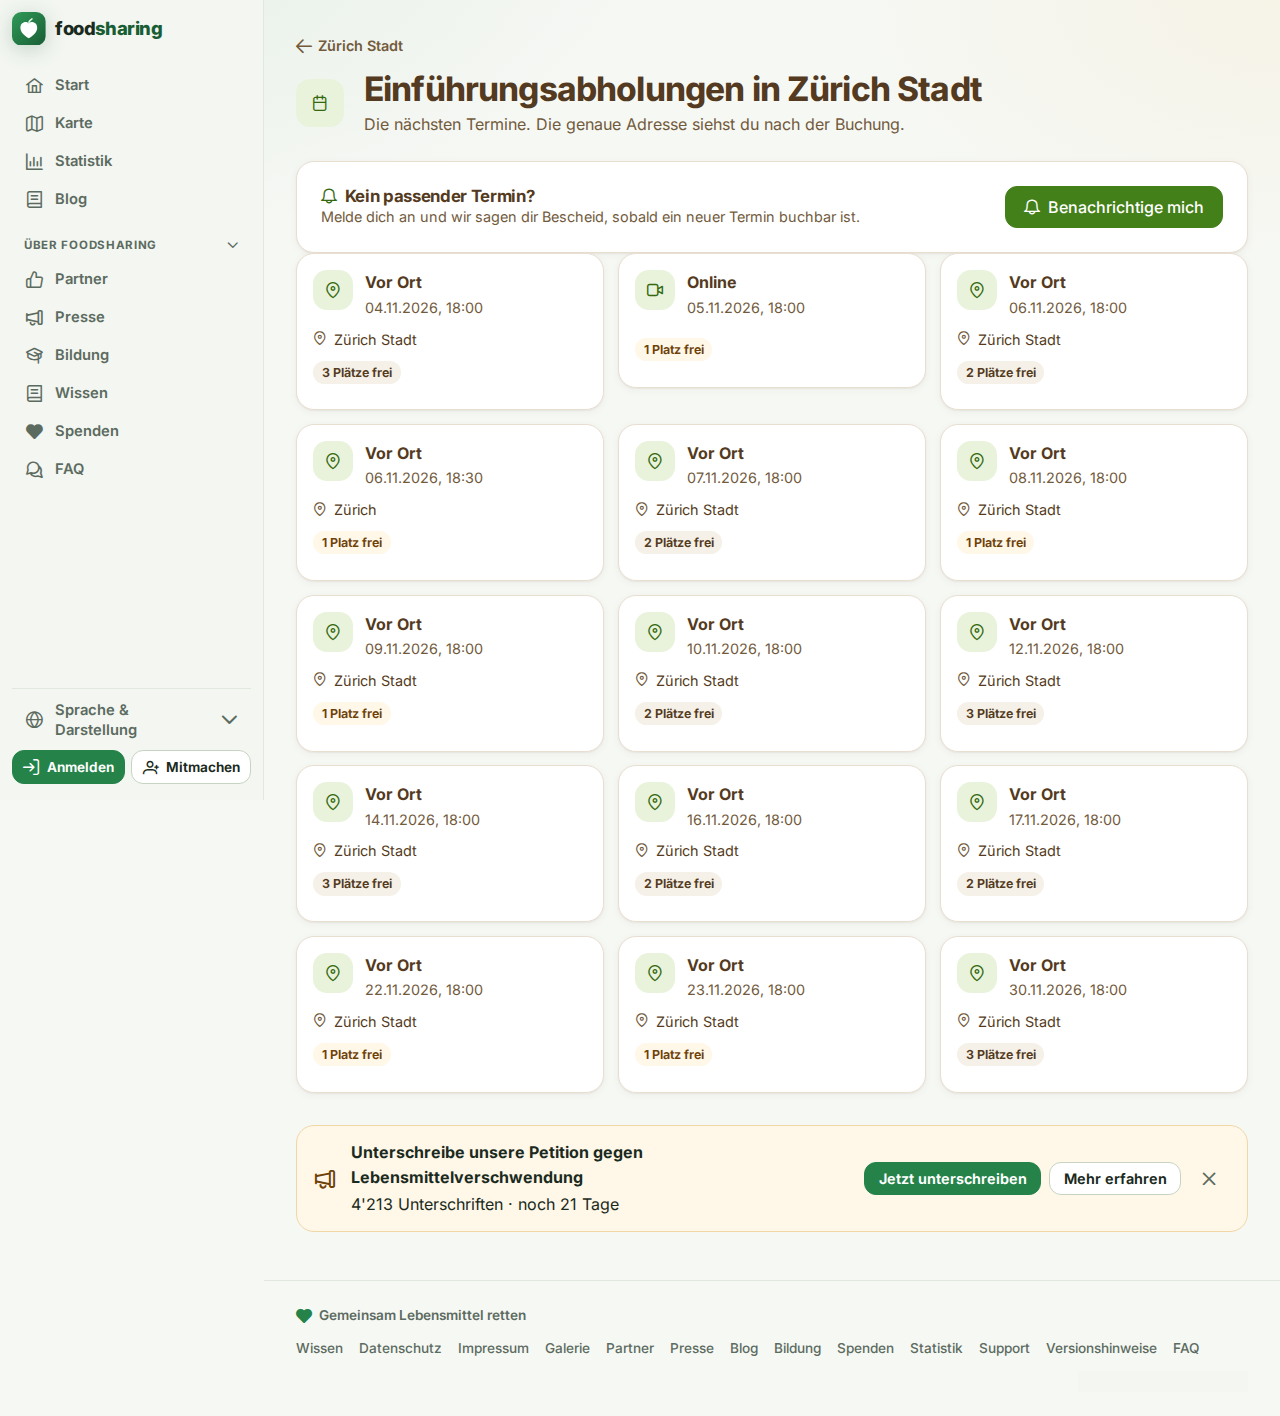 foodsharing
Start
Karte
Statistik
Blog
ÜBER FOODSHARING
Partner
Presse
Bildung
Wissen
Spenden
FAQ
Sprache &
Darstellung
Anmelden
Mitmachen
Zürich Stadt
Einführungsabholungen in Zürich Stadt
Die nächsten Termine. Die genaue Adresse siehst du nach der Buchung.
Kein passender Termin?
Melde dich an und wir sagen dir Bescheid, sobald ein neuer Termin buchbar ist.
Benachrichtige mich
Vor Ort
04.11.2026, 18:00
Zürich Stadt
3 Plätze frei
Online
05.11.2026, 18:00
1 Platz frei
Vor Ort
06.11.2026, 18:00
Zürich Stadt
2 Plätze frei
Vor Ort
06.11.2026, 18:30
Zürich
1 Platz frei
Vor Ort
07.11.2026, 18:00
Zürich Stadt
2 Plätze frei
Vor Ort
08.11.2026, 18:00
Zürich Stadt
1 Platz frei
Vor Ort
09.11.2026, 18:00
Zürich Stadt
1 Platz frei
Vor Ort
10.11.2026, 18:00
Zürich Stadt
2 Plätze frei
Vor Ort
12.11.2026, 18:00
Zürich Stadt
3 Plätze frei
Vor Ort
14.11.2026, 18:00
Zürich Stadt
3 Plätze frei
Vor Ort
16.11.2026, 18:00
Zürich Stadt
2 Plätze frei
Vor Ort
17.11.2026, 18:00
Zürich Stadt
2 Plätze frei
Vor Ort
22.11.2026, 18:00
Zürich Stadt
1 Platz frei
Vor Ort
23.11.2026, 18:00
Zürich Stadt
1 Platz frei
Vor Ort
30.11.2026, 18:00
Zürich Stadt
3 Plätze frei
Unterschreibe unsere Petition gegen
Lebensmittelverschwendung
4'213 Unterschriften · noch 21 Tage
Jetzt unterschreiben
Mehr erfahren
Gemeinsam Lebensmittel retten
Wissen Datenschutz Impressum Galerie Partner Presse Blog Bildung Spenden Statistik Support Versionshinweise FAQ